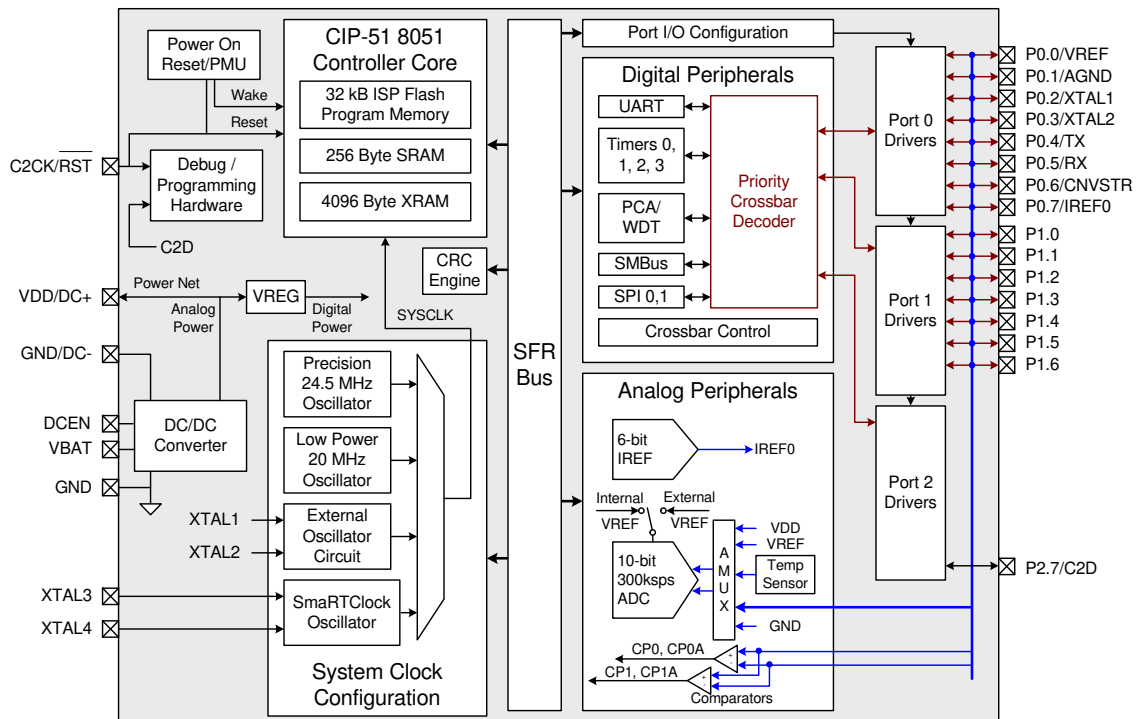 Power On
Reset/PMU
Wake
Reset
C2CK/RST
Debug /
Programming
Hardware
C2D
CIP-51 8051
Controller Core
32 kB ISP Flash
Program Memory
256 Byte SRAM
4096 Byte XRAM
CRC
Engine
VDD/DC+
Power Net
Analog
Power
VREG
Digital
Power
SYSCLK
GND/DC-
DCEN
VBAT
GND
DC/DC
Converter
Precision
24.5 MHz
Oscillator
Low Power
20 MHz
Oscillator
XTAL1
XTAL2
External
Oscillator
Circuit
XTAL3
XTAL4
SmaRTClock
Oscillator
System Clock
Configuration
SFR
Bus
Port I/O Configuration
Digital Peripherals
UART
Timers 0,
1, 2, 3
PCA/
WDT
SMBus
SPI 0,1
Priority
Crossbar
Decoder
Crossbar Control
Analog Peripherals
6-bit
IREF
IREF0
Internal
VREF
External
VREF
10-bit
300ksps
ADC
A
M
U
X
VDD
VREF
Temp
Sensor
GND
CP0, CP0A
+
-
CP1, CP1A
+
-
Comparators
Port 0
Drivers
Port 1
Drivers
Port 2
Drivers
P0.0/VREF
P0.1/AGND
P0.2/XTAL1
P0.3/XTAL2
P0.4/TX
P0.5/RX
P0.6/CNVSTR
P0.7/IREF0
P1.0
P1.1
P1.2
P1.3
P1.4
P1.5
P1.6
P2.7/C2D